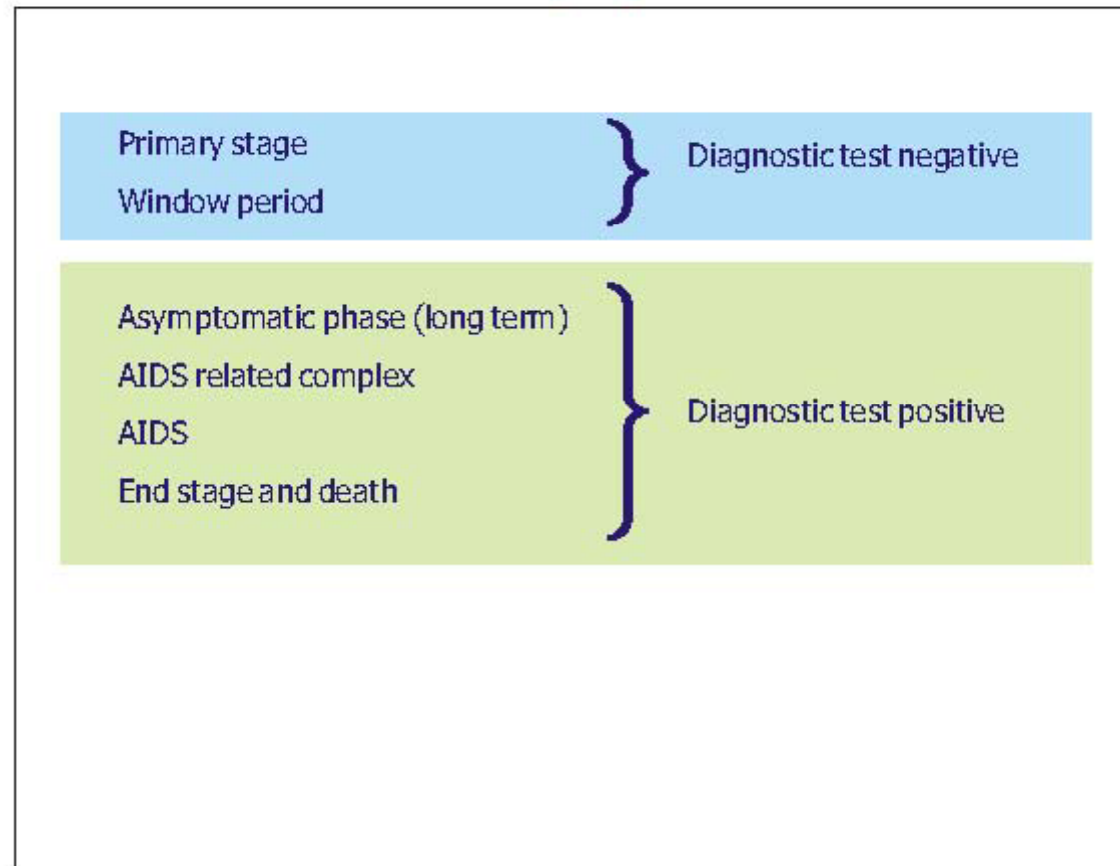 Primary stage
Window period
Diagnostic test negative
Asymptomatic phase (long term)
AIDS related complex
AIDS
End stage and death
Diagnostic test positive